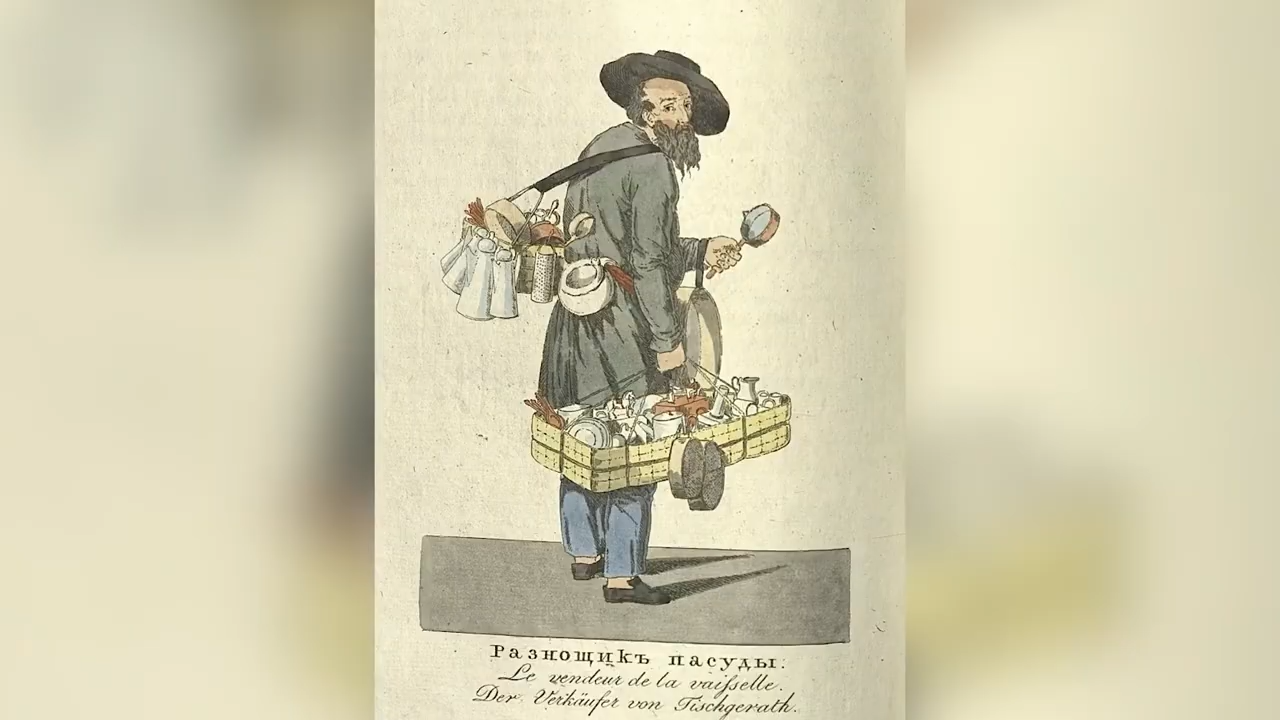 Разнощикъ пасуды.
Le vendeur de la vaisselle.
Der Verkäufer von Tischgerath.